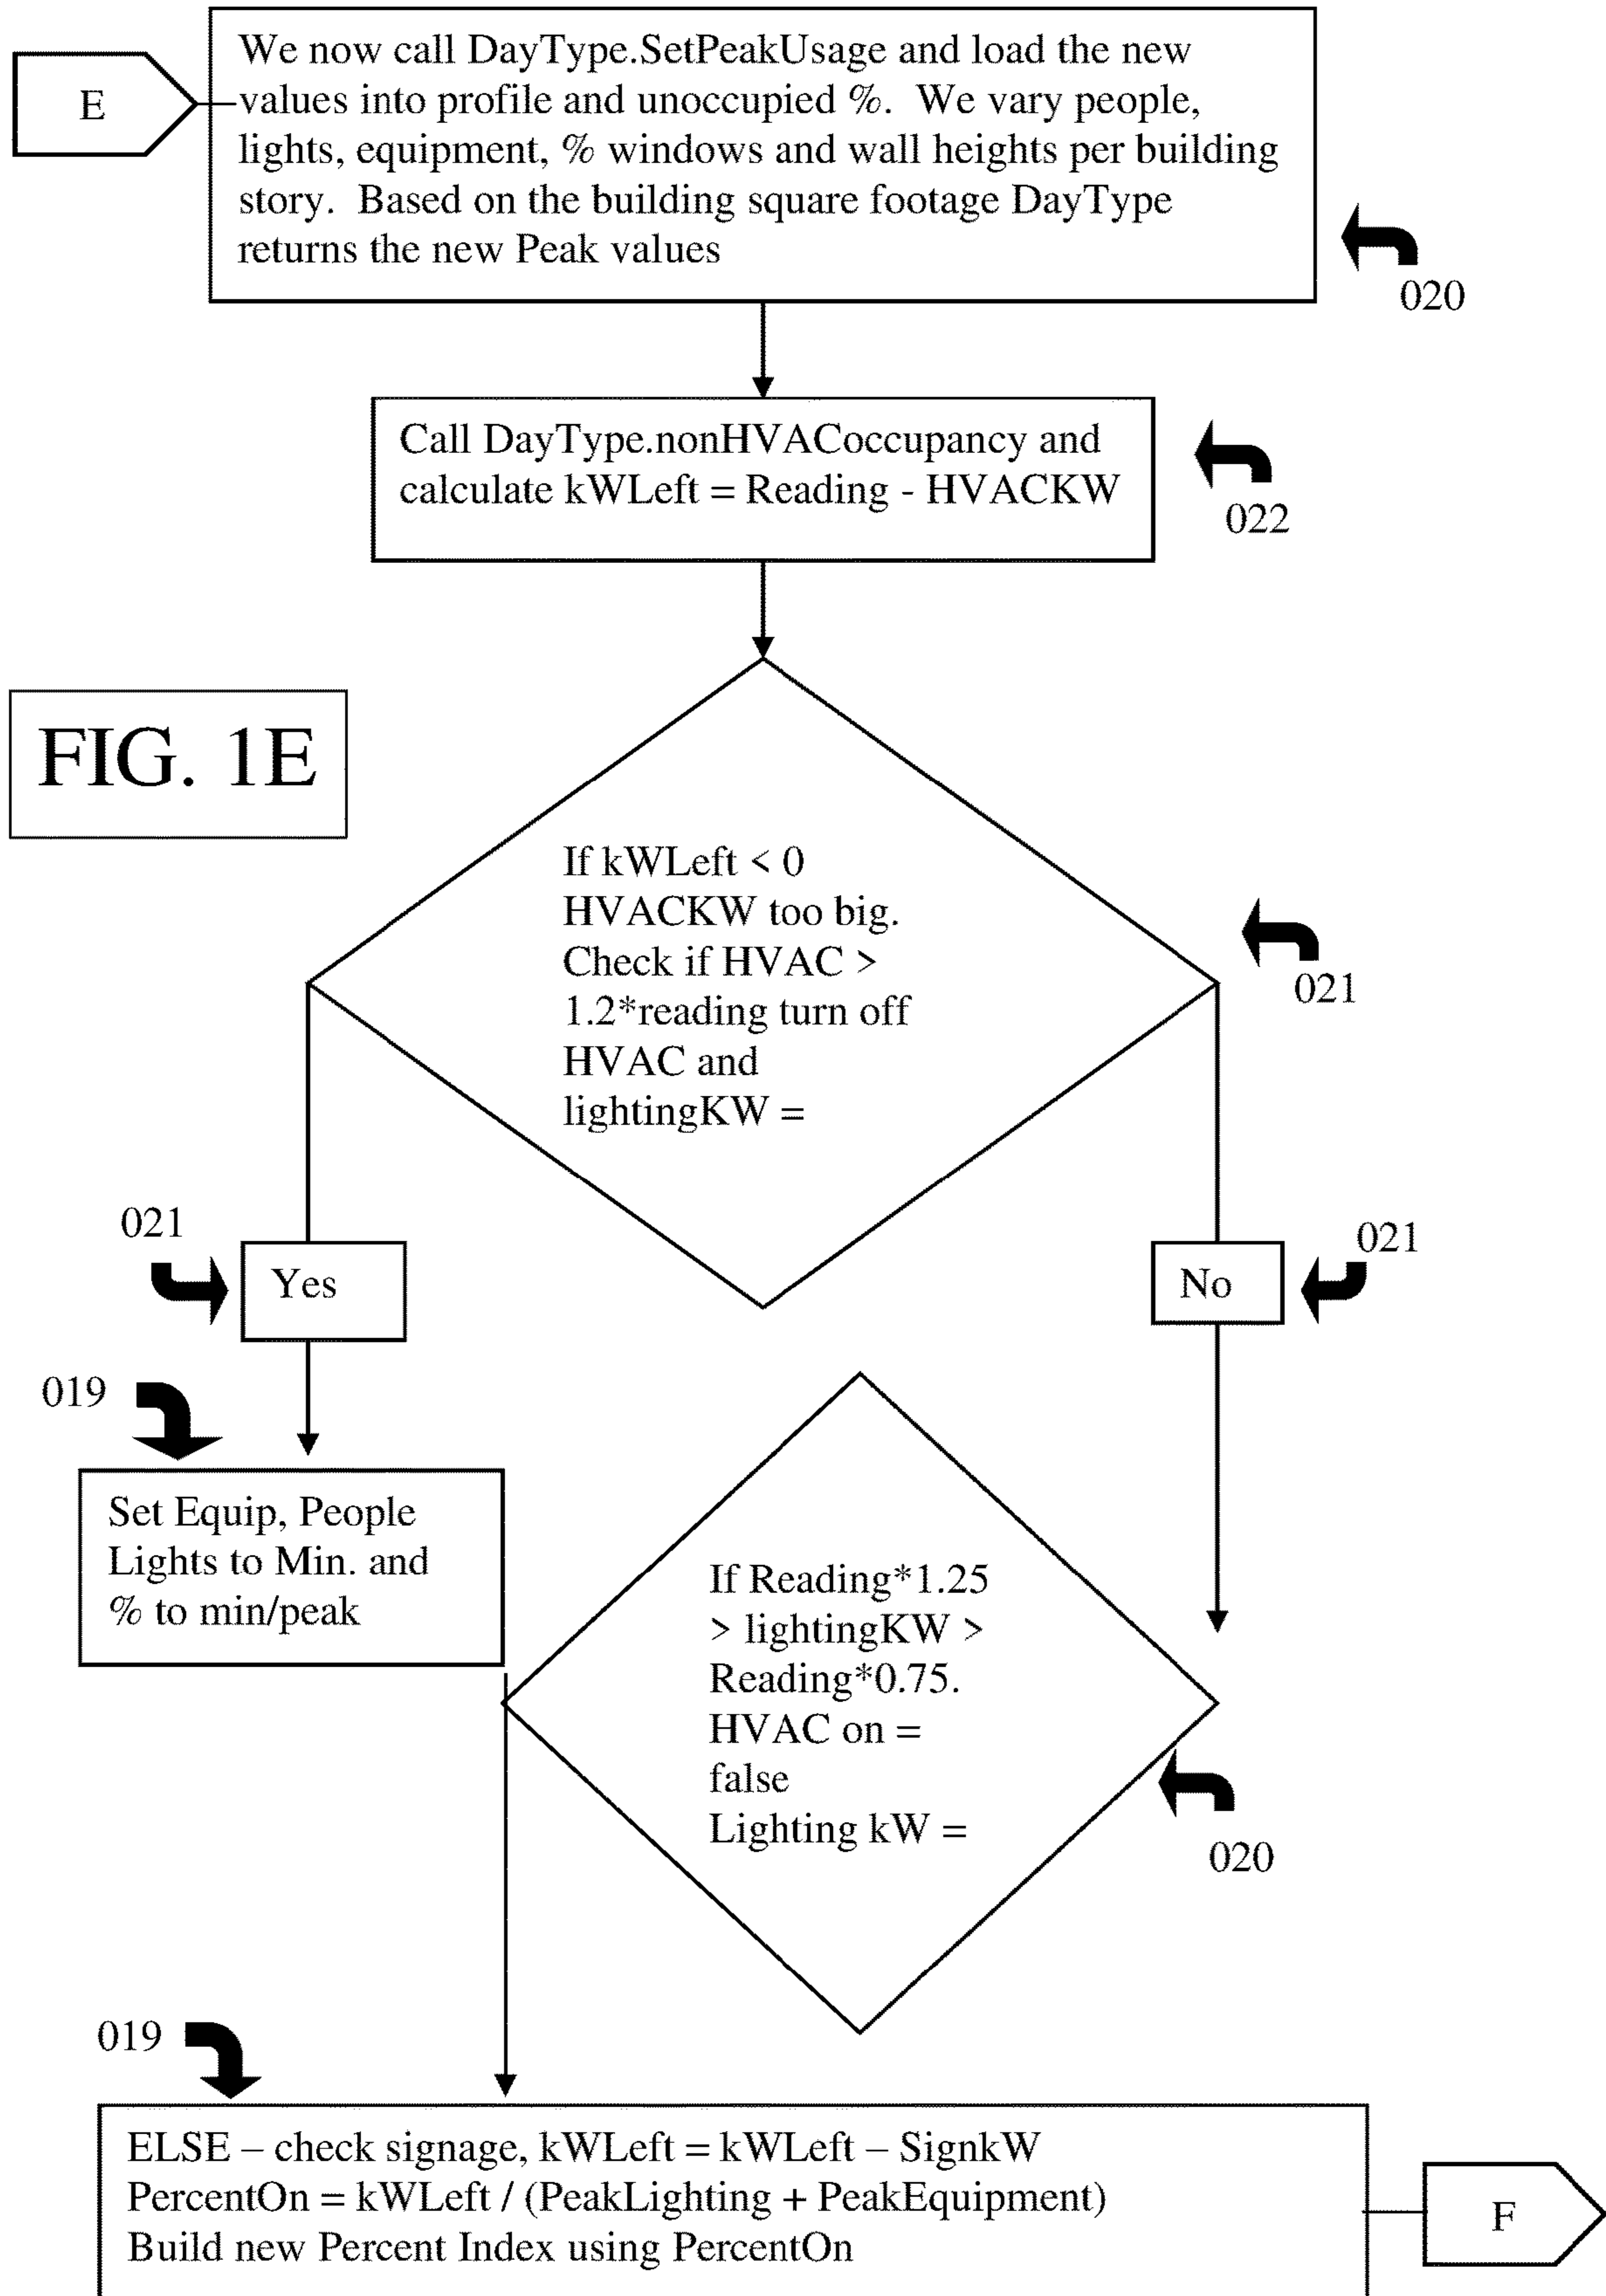 E
We now call DayType.SetPeakUsage and load the new
values into profile and unoccupied %.  We vary people,
lights, equipment, % windows and wall heights per building
story.  Based on the building square footage DayType
returns the new Peak values
020
Call DayType.nonHVACoccupancy and
calculate kWLeft = Reading - HVACKW
022
FIG. 1E
If kWLeft < 0
HVACKW too big.
Check if HVAC >
1.2*reading turn off
HVAC and
lightingKW =
021
021
Yes
021
No
019
Set Equip, People
Lights to Min. and
% to min/peak
If Reading*1.25
> lightingKW >
Reading*0.75.
HVAC on =
false
Lighting kW =
020
019
ELSE – check signage, kWLeft = kWLeft – SignkW
PercentOn = kWLeft / (PeakLighting + PeakEquipment)
Build new Percent Index using PercentOn
F